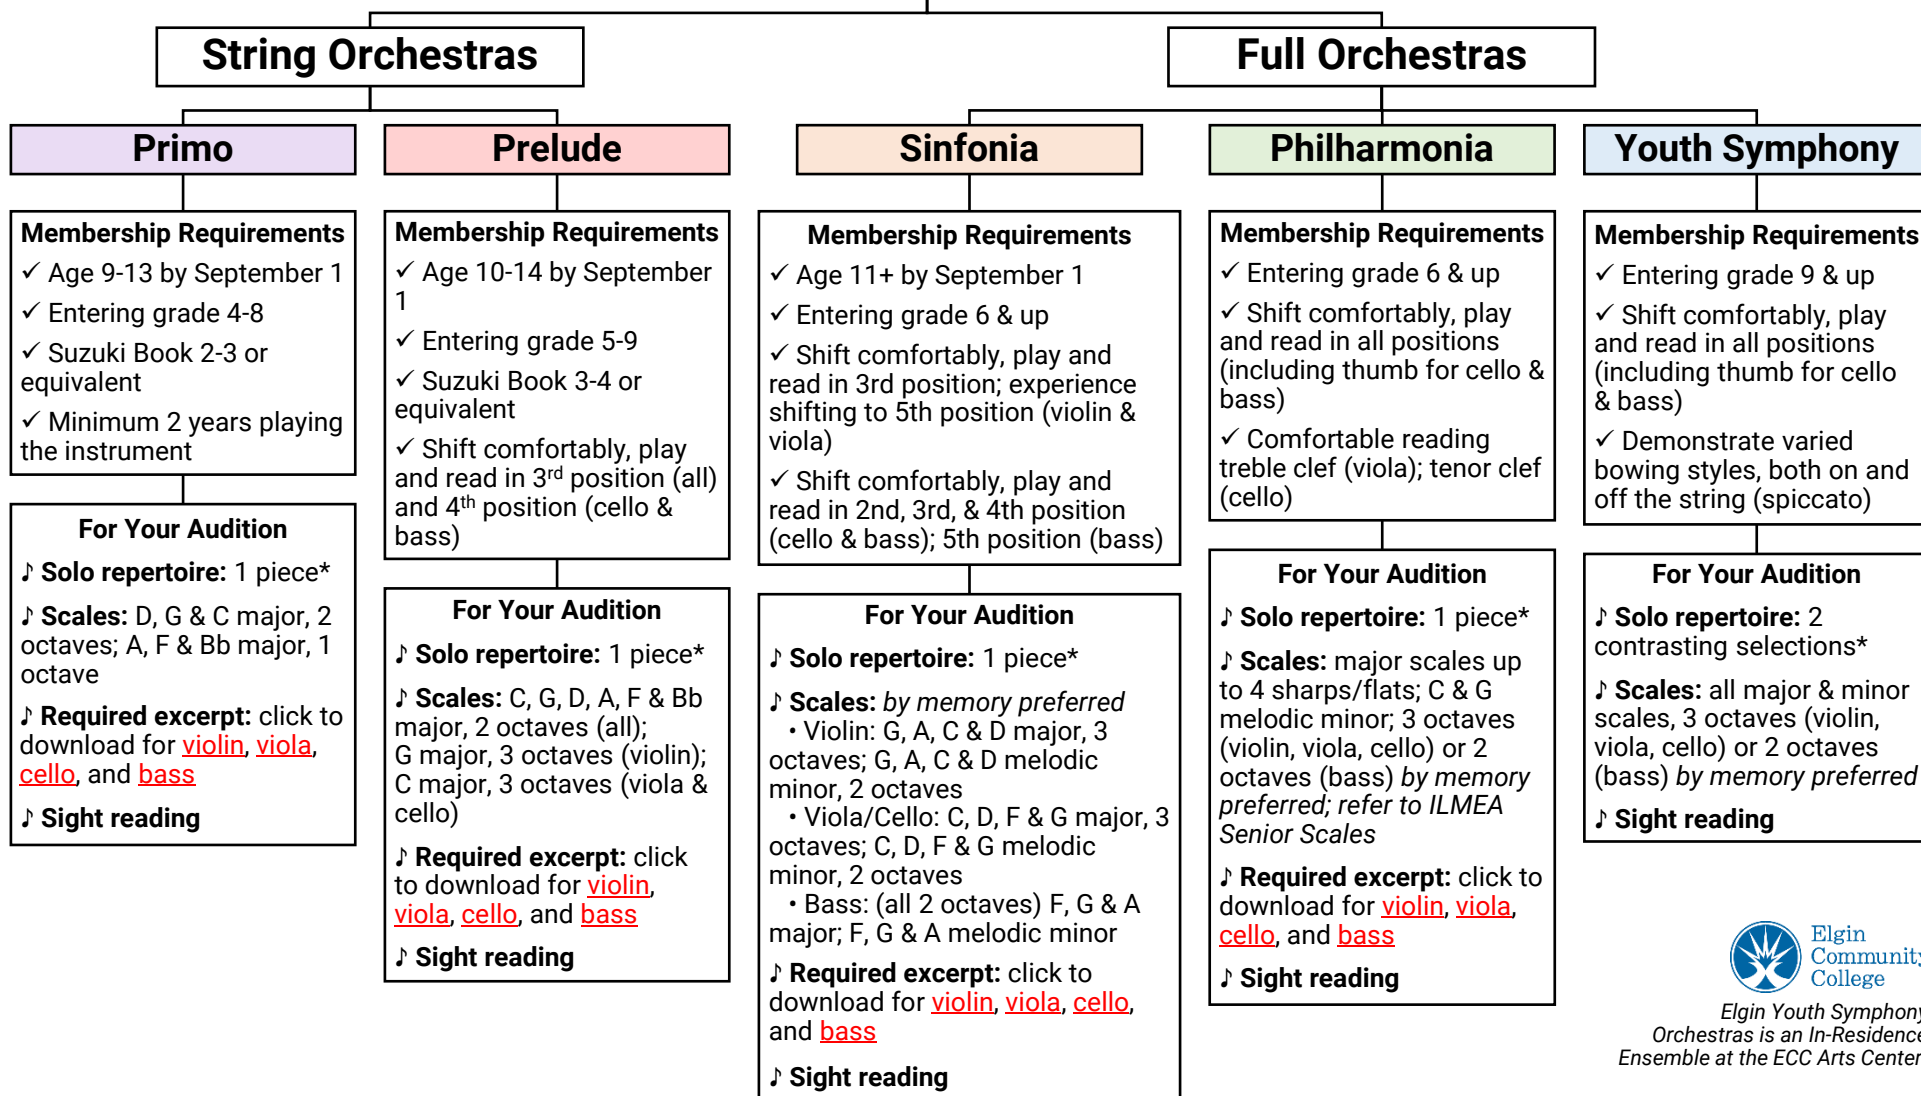 String Orchestras
Full Orchestras
Primo
Membership Requirements
✓ Age 9-13 by September 1
✓ Entering grade 4-8
✓ Suzuki Book 2-3 or
equivalent
✓ Minimum 2 years playing
the instrument
For Your Audition
♪ Solo repertoire: 1 piece*
♪ Scales: D, G & C major, 2
octaves; A, F & Bb major, 1
octave
♪ Required excerpt: click to
download for violin, viola,
cello, and bass
♪ Sight reading
Prelude
Membership Requirements
✓ Age 10-14 by September
1
✓ Entering grade 5-9
✓ Suzuki Book 3-4 or
equivalent
✓ Shift comfortably, play
and read in 3rd position (all)
and 4th position (cello &
bass)
For Your Audition
♪ Solo repertoire: 1 piece*
♪ Scales: C, G, D, A, F & Bb
major, 2 octaves (all);
G major, 3 octaves (violin);
C major, 3 octaves (viola &
cello)
♪ Required excerpt: click
to download for violin,
viola, cello, and bass
♪ Sight reading
Sinfonia
Membership Requirements
✓ Age 11+ by September 1
✓ Entering grade 6 & up
✓ Shift comfortably, play and
read in 3rd position; experience
shifting to 5th position (violin &
viola)
✓ Shift comfortably, play and
read in 2nd, 3rd, & 4th position
(cello & bass); 5th position (bass)
For Your Audition
♪ Solo repertoire: 1 piece*
♪ Scales: by memory preferred
• Violin: G, A, C & D major, 3
octaves; G, A, C & D melodic
minor, 2 octaves
• Viola/Cello: C, D, F & G major, 3
octaves; C, D, F & G melodic
minor, 2 octaves
• Bass: (all 2 octaves) F, G & A
major; F, G & A melodic minor
♪ Required excerpt: click to
download for violin, viola, cello,
and bass
♪ Sight reading
Philharmonia
Membership Requirements
✓ Entering grade 6 & up
✓ Shift comfortably, play
and read in all positions
(including thumb for cello &
bass)
✓ Comfortable reading
treble clef (viola); tenor clef
(cello)
For Your Audition
♪ Solo repertoire: 1 piece*
♪ Scales: major scales up
to 4 sharps/flats; C & G
melodic minor; 3 octaves
(violin, viola, cello) or 2
octaves (bass) by memory
preferred; refer to ILMEA
Senior Scales
♪ Required excerpt: click to
download for violin, viola,
cello, and bass
♪ Sight reading
Youth Symphony
Membership Requirements
✓ Entering grade 9 & up
✓ Shift comfortably, play
and read in all positions
(including thumb for cello
& bass)
✓ Demonstrate varied
bowing styles, both on and
off the string (spiccato)
For Your Audition
♪ Solo repertoire: 2
contrasting selections*
♪ Scales: all major & minor
scales, 3 octaves (violin,
viola, cello) or 2 octaves
(bass) by memory preferred
♪ Sight reading
Elgin
Community
College
Elgin Youth Symphony
Orchestras is an In-Residence
Ensemble at the ECC Arts Center